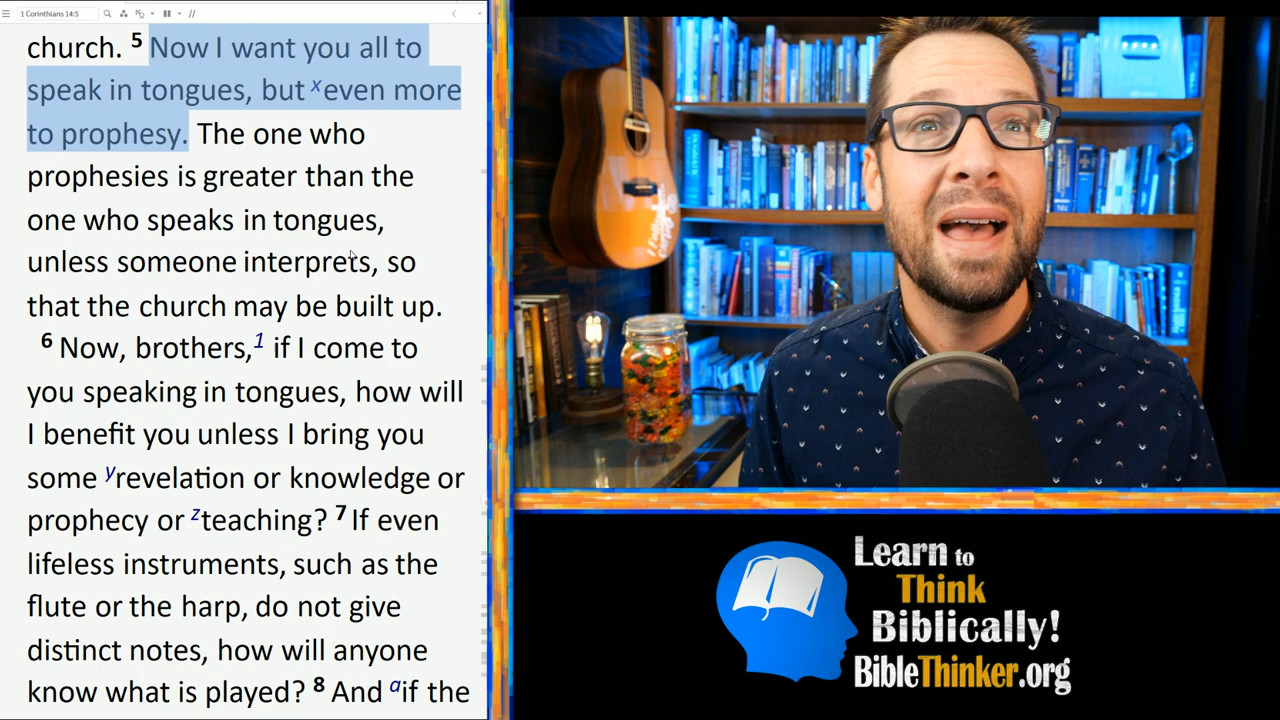 1 Corinthians 14:5
church. 5 Now I want you all to
speak in tongues, but x even more
to prophesy. The one who
prophesies is greater than the
one who speaks in tongues,
unless someone interprets, so
that the church may be built up.
6 Now, brothers,1 if I come to
you speaking in tongues, how will
I benefit you unless I bring you
some y revelation or knowledge or
prophecy or z teaching? 7 If even
lifeless instruments, such as the
flute or the harp, do not give
distinct notes, how will anyone
know what is played? 8 And a if the
Learn to
Think
Biblically!
BibleThinker.org